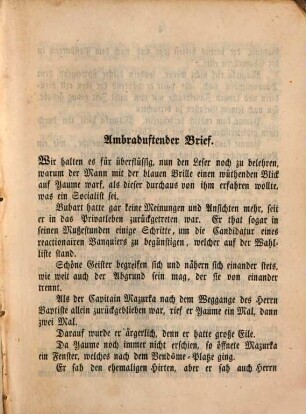 Ambraduftender Brief.
Wir halten es für überflüssig, nun den Leser noch zu belehren,
warum der Mann mit der blauen Brille einen wüthenden Blick
auf Yaume warf, als dieser durchaus von ihm erfahren wollte,
was ein Socialist sei.
Bubart hatte gar keine Meinungen und Ansichten mehr, seit
er in das Privatleben zurückgetreten war. Er that sogar in
seinen Mußestunden einige Schritte, um die Candidatur eines
reactionairen Banquiers zu begünstigen, welcher auf der Wahl-
liste stand.
Schöne Geister begreifen sich und nähern sich einander stets,
wie weit auch der Abgrund sein mag, der sie von einander
trennt.
Als der Capitain Mazurka nach dem Weggange des Herrn
Baptiste allein zurückgeblieben war, rief er Yaume ein Mal, dann
zwei Mal.
Darauf wurde er ärgerlich, denn er hatte große Eile.
Da Yaume noch immer nicht erschien, so öffnete Mazurka
ein Fenster, welches nach dem Vendôme-Platze ging.
Er sah den ehemaligen Hirten, aber er sah auch Herrn